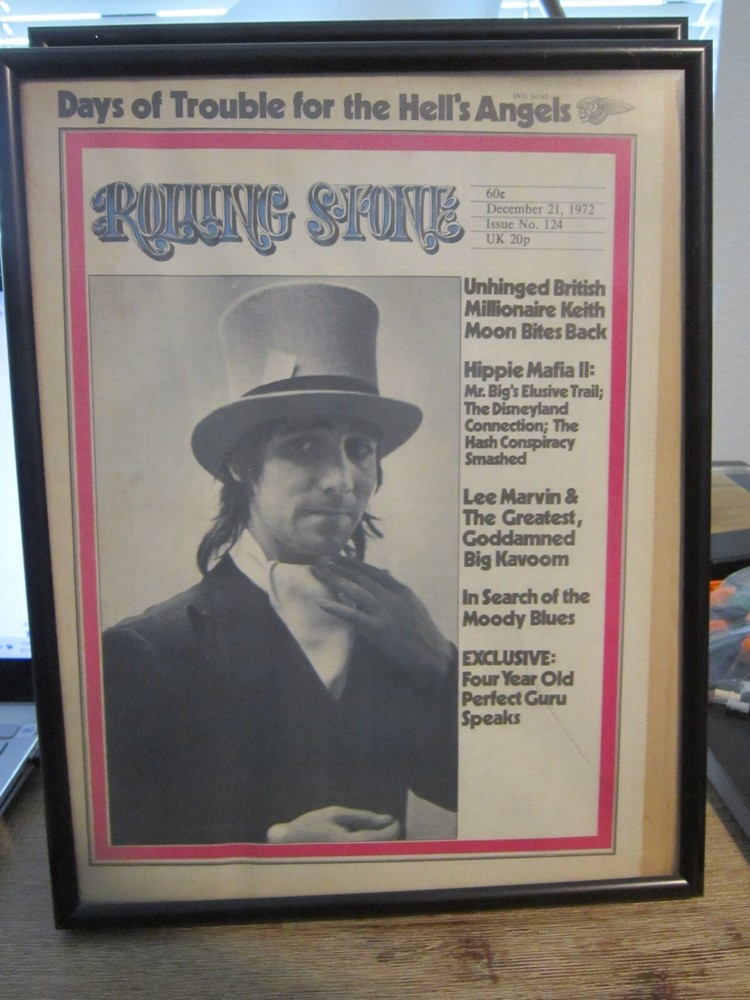 Days of Trouble for the Hell's Angels
ROLLING STONE
60¢
December 21, 1972
Issue No. 124
UK 20p
Unhinged British
Millionaire Keith
Moon Bites Back
Hippie Mafia II:
Mr. Big's Elusive Trail;
The Disneyland
Connection; The
Hash Conspiracy
Smashed
Lee Marvin &
The Greatest,
Goddamned
Big Kavoom
In Search of the
Moody Blues
EXCLUSIVE:
Four Year Old
Perfect Guru
Speaks